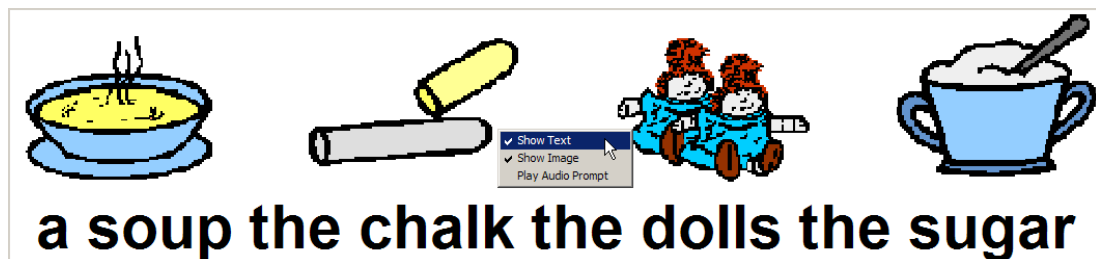 Show Text
Show Image
Play Audio Prompt
a soup the chalk the dolls the sugar